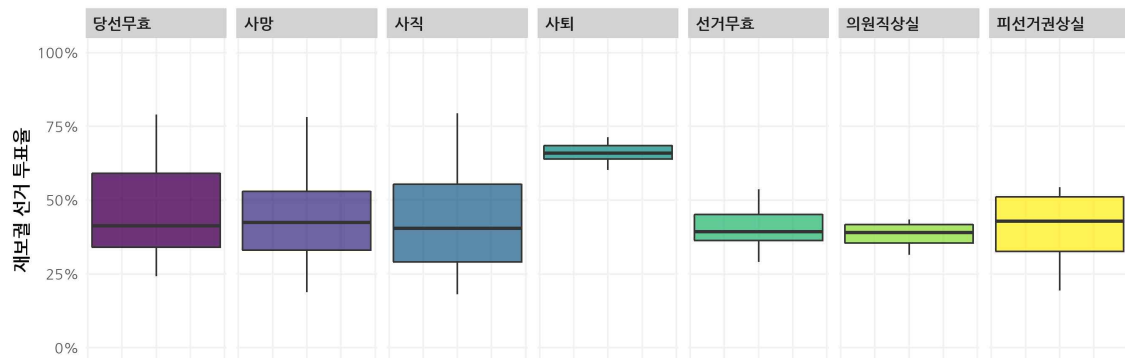 당선무효
사망
사직
사퇴
선거무효
의원직상실
피선거권상실
재보궐 선거 투표율
100%
75%
50%
25%
0%